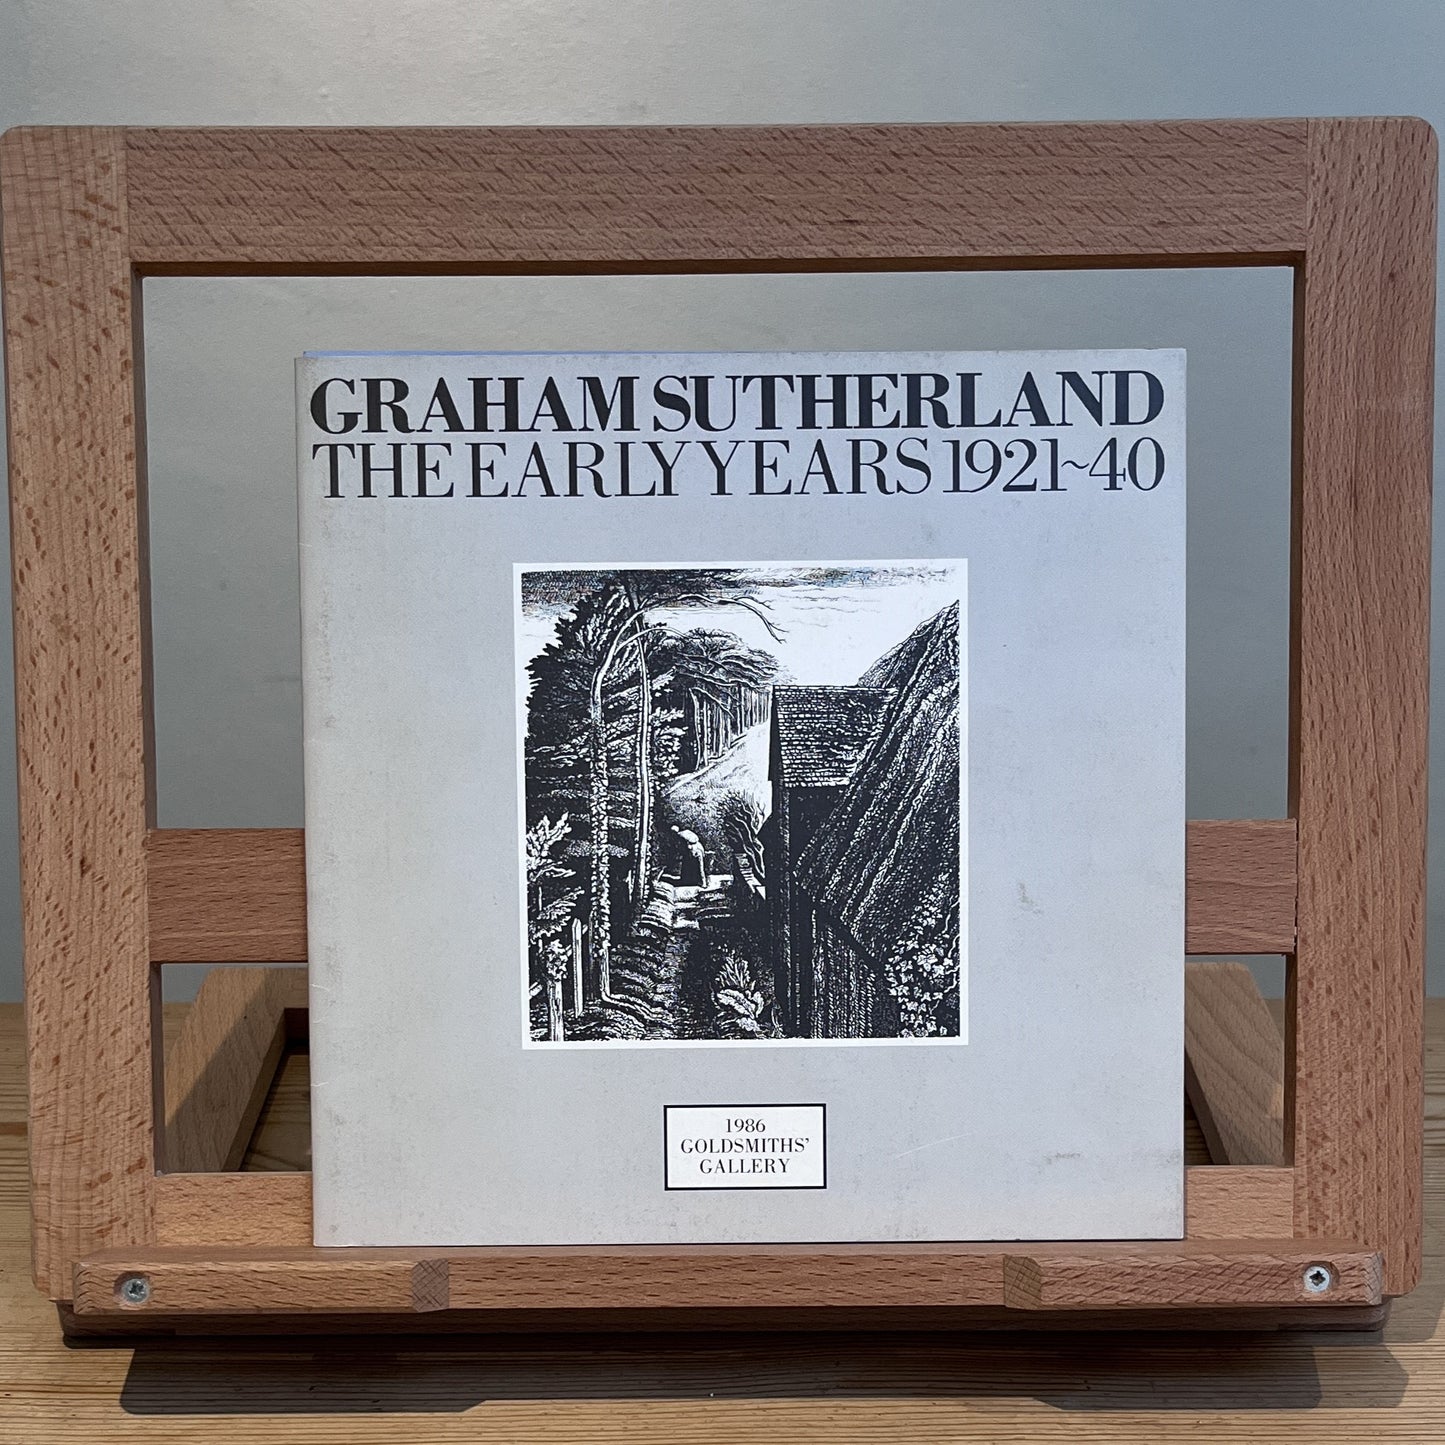 GRAHAM SUTHERLAND
THE EARLY YEARS 1921~40
1986
GOLDSMITHS'
GALLERY